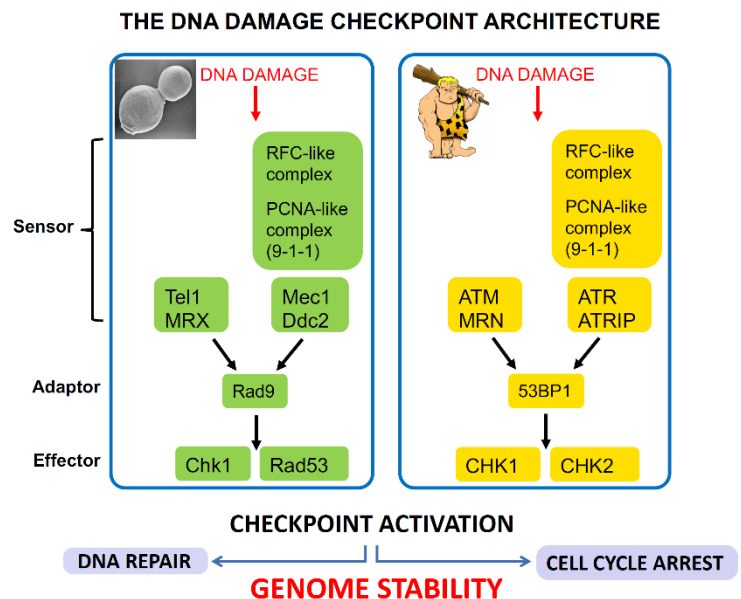 THE DNA DAMAGE CHECKPOINT ARCHITECTURE
DNA DAMAGE
RFC-like
complex
PCNA-like
complex
(9-1-1)
Tel1
MRX
Mec1
Ddc2
Rad9
Chk1
Rad53
DNA DAMAGE
RFC-like
complex
PCNA-like
complex
(9-1-1)
ATM
MRN
ATR
ATRIP
53BP1
CHK1
CHK2
Sensor
Adaptor
Effector
CHECKPOINT ACTIVATION
DNA REPAIR
CELL CYCLE ARREST
GENOME STABILITY